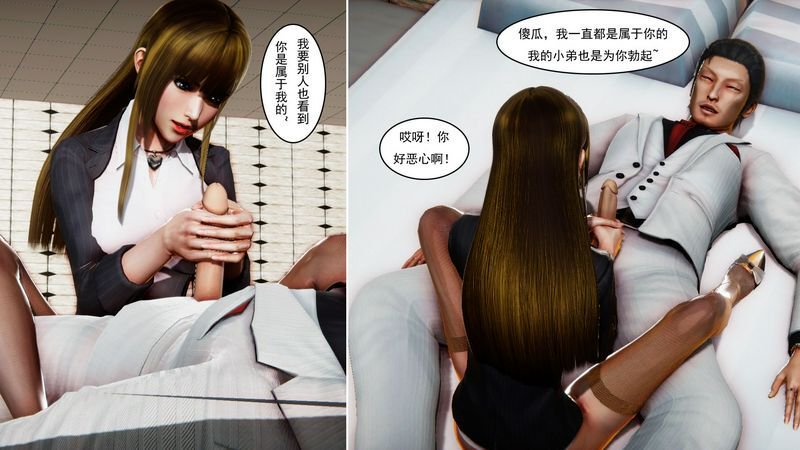 我要别人也看到
你是属于我的~
傻瓜，我一直都是属于你的
我的小弟也是为你勃起~
哎呀！你
好恶心啊！